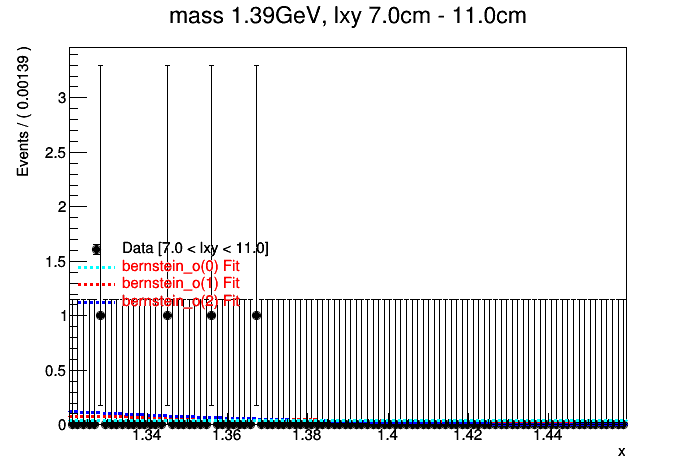 mass 1.39GeV, lxy 7.0cm - 11.0cm
Events / ( 0.00139 )
3
2.5
2
1.5
1
0.5
0
Data [7.0 < lxy < 11.0]
bernstein_o(0) Fit
bernstein_o(1) Fit
bernstein_o(2) Fit
1.34 1.36 1.38 1.4 1.42 1.44
x